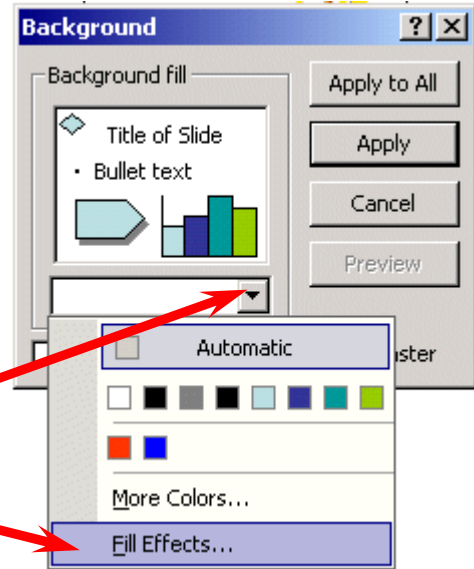 Background
Background fill
Apply to All
Title of Slide
Apply
• Bullet text
Cancel
Preview
Automatic
More Colors...
Fill Effects...